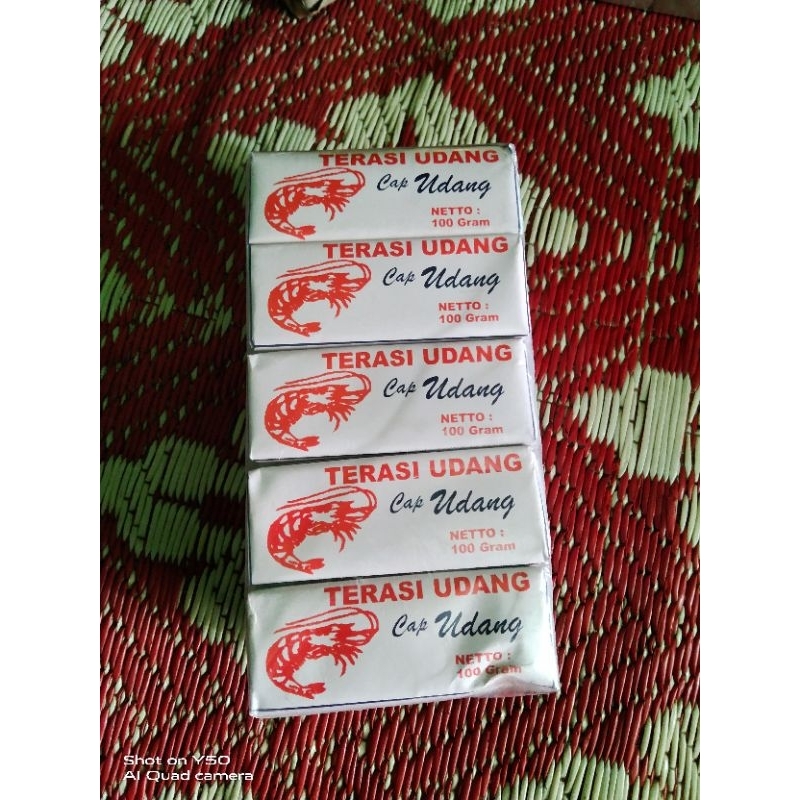 TERASI UDANG
Cap Udang
NETTO :
100 Gram
TERASI UDANG
Cap Udang
NETTO :
100 Gram
TERASI UDANG
Cap Udang
NETTO :
100 Gram
TERASI UDANG
Cap Udang
NETTO :
100 Gram
TERASI UDANG
Cap Udang
NETTO :
100 Gram
Shot on Y50
AI Quad camera